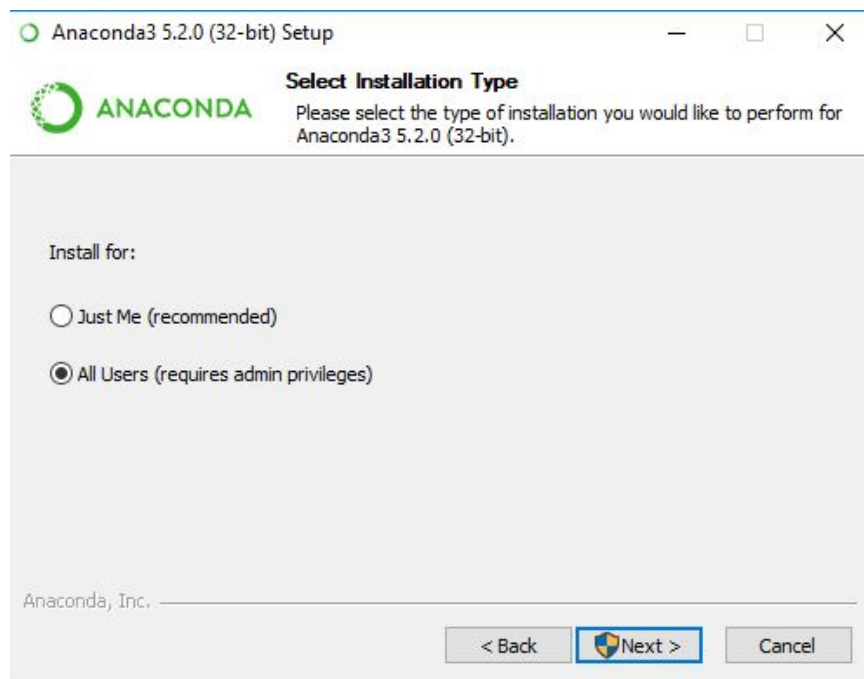 Anaconda3 5.2.0 (32-bit) Setup
ANACONDA
Select Installation Type
Please select the type of installation you would like to perform for
Anaconda3 5.2.0 (32-bit).
Install for:
Just Me (recommended)
All Users (requires admin privileges)
Anaconda, Inc.
< Back
Next >
Cancel